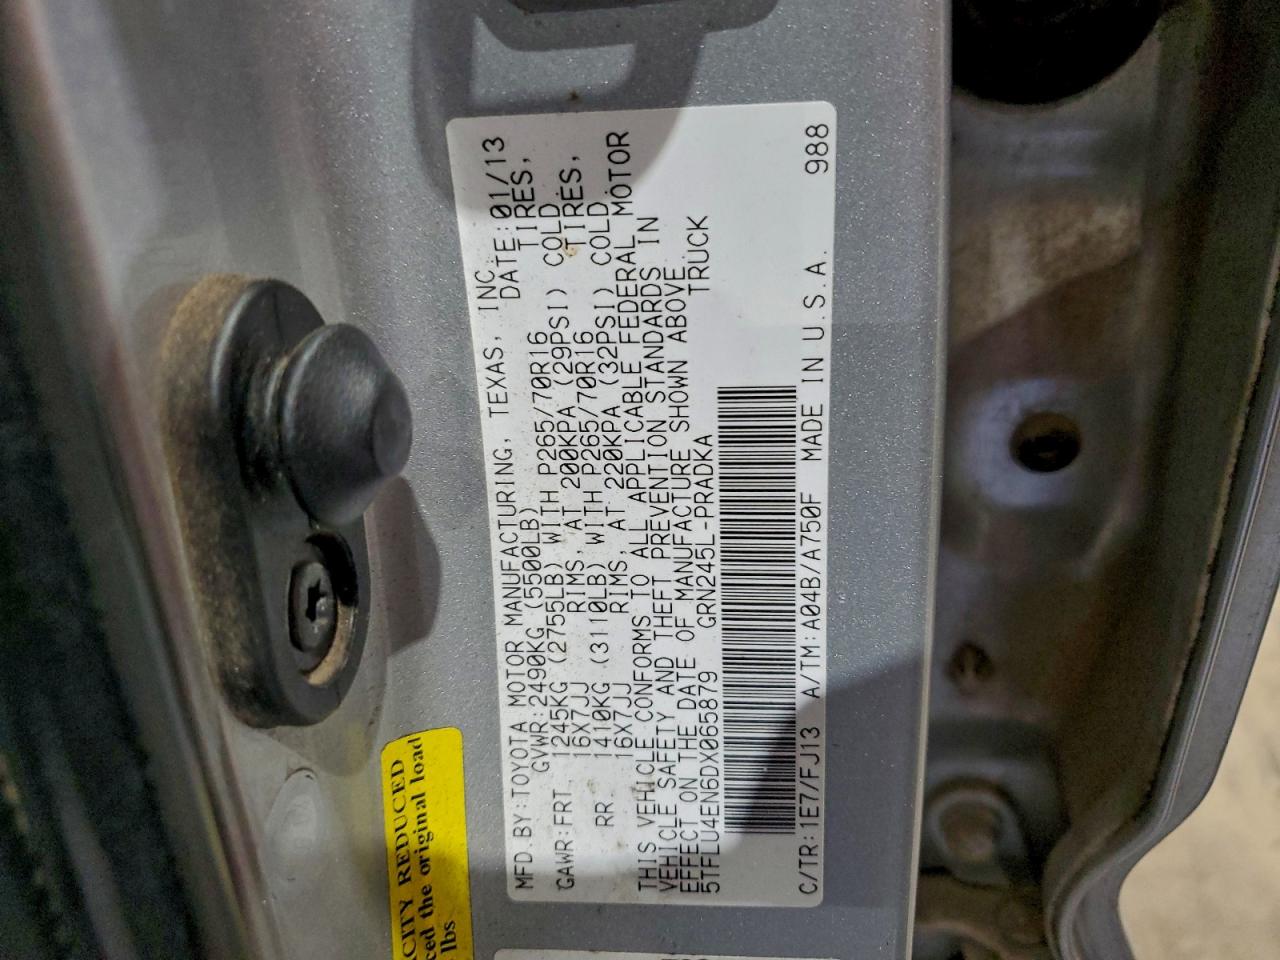 MFD.BY:TOYOTA MOTOR MANUFACTURING, TEXAS, INC.
GVWR:2490KG (5500LB) DATE:01/13
GAWR:FRT. 1245KG (2755LB) WITH P265/70R16 TIRES,
16X7JJ RIMS, AT 200KPA (29PSI) COLD
RR. 1410KG (3110LB) WITH P265/70R16 TIRES,
16X7JJ RIMS, AT 220KPA (32PSI) COLD
THIS VEHICLE CONFORMS TO ALL APPLICABLE FEDERAL MOTOR
VEHICLE SAFETY AND THEFT PREVENTION STANDARDS IN
EFFECT ON THE DATE OF MANUFACTURE SHOWN ABOVE.
5TFLU4EN6DX065879 GRN245L-PRADKA TRUCK
C/TR:1E7/FJ13 A/TM:A04B/A750F MADE IN U.S.A. 988
ACITY REDUCED
ced the original load
lbs